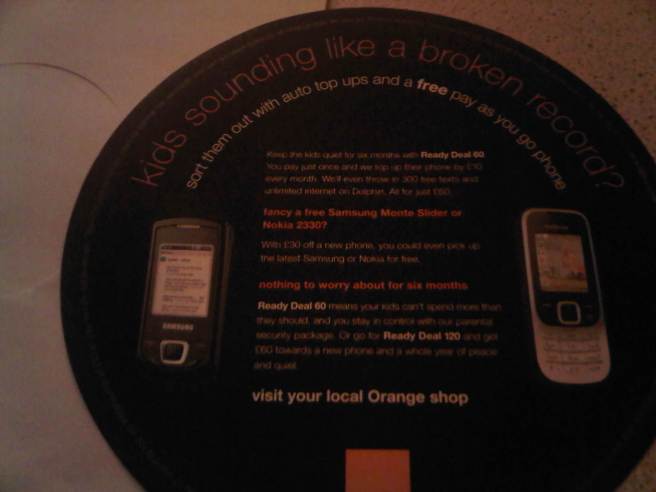 kids sounding like a broken record?
sort them out with auto top ups and a free pay as you go phone
Keep the kids quiet for six months with Ready Deal 60.
You pay just once and we top up their phone by £10
every month. We'll even throw in 300 free texts and
unlimited internet on Dolphin. All for just £60.
fancy a free Samsung Monte Slider or
Nokia 2330?
With £30 off a new phone, you could even pick up
the latest Samsung or Nokia for free.
nothing to worry about for six months
Ready Deal 60 means your kids can't spend more than
they should, and you stay in control with our parental
security package. Or go for Ready Deal 120 and get
£60 towards a new phone and a whole year of peace
and quiet.
visit your local Orange shop
SAMSUNG